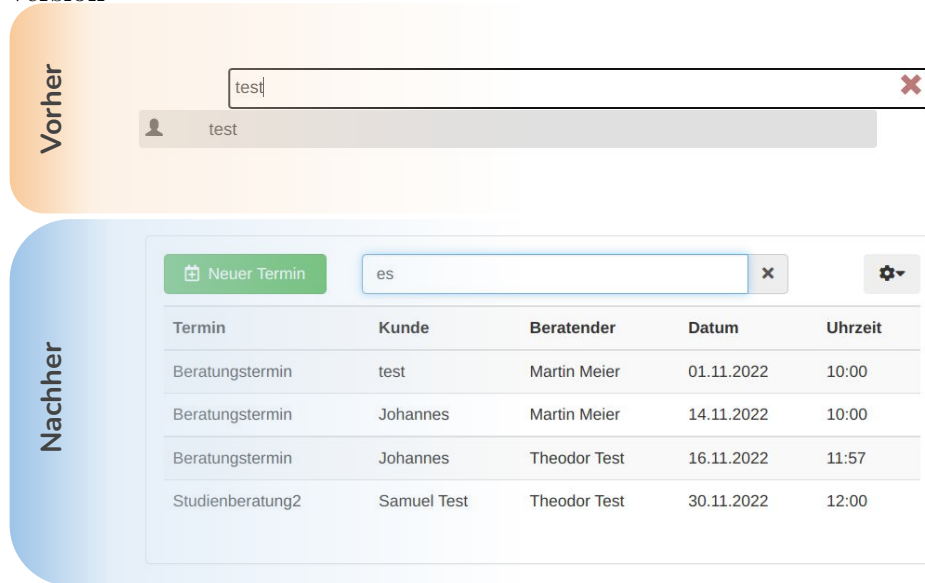 Version
Vorher
test
test
Nachher
Neuer Termin es
Termin Kunde Beratender Datum Uhrzeit
Beratungstermin test Martin Meier 01.11.2022 10:00
Beratungstermin Johannes Martin Meier 14.11.2022 10:00
Beratungstermin Johannes Theodor Test 16.11.2022 11:57
Studienberatung2 Samuel Test Theodor Test 30.11.2022 12:00